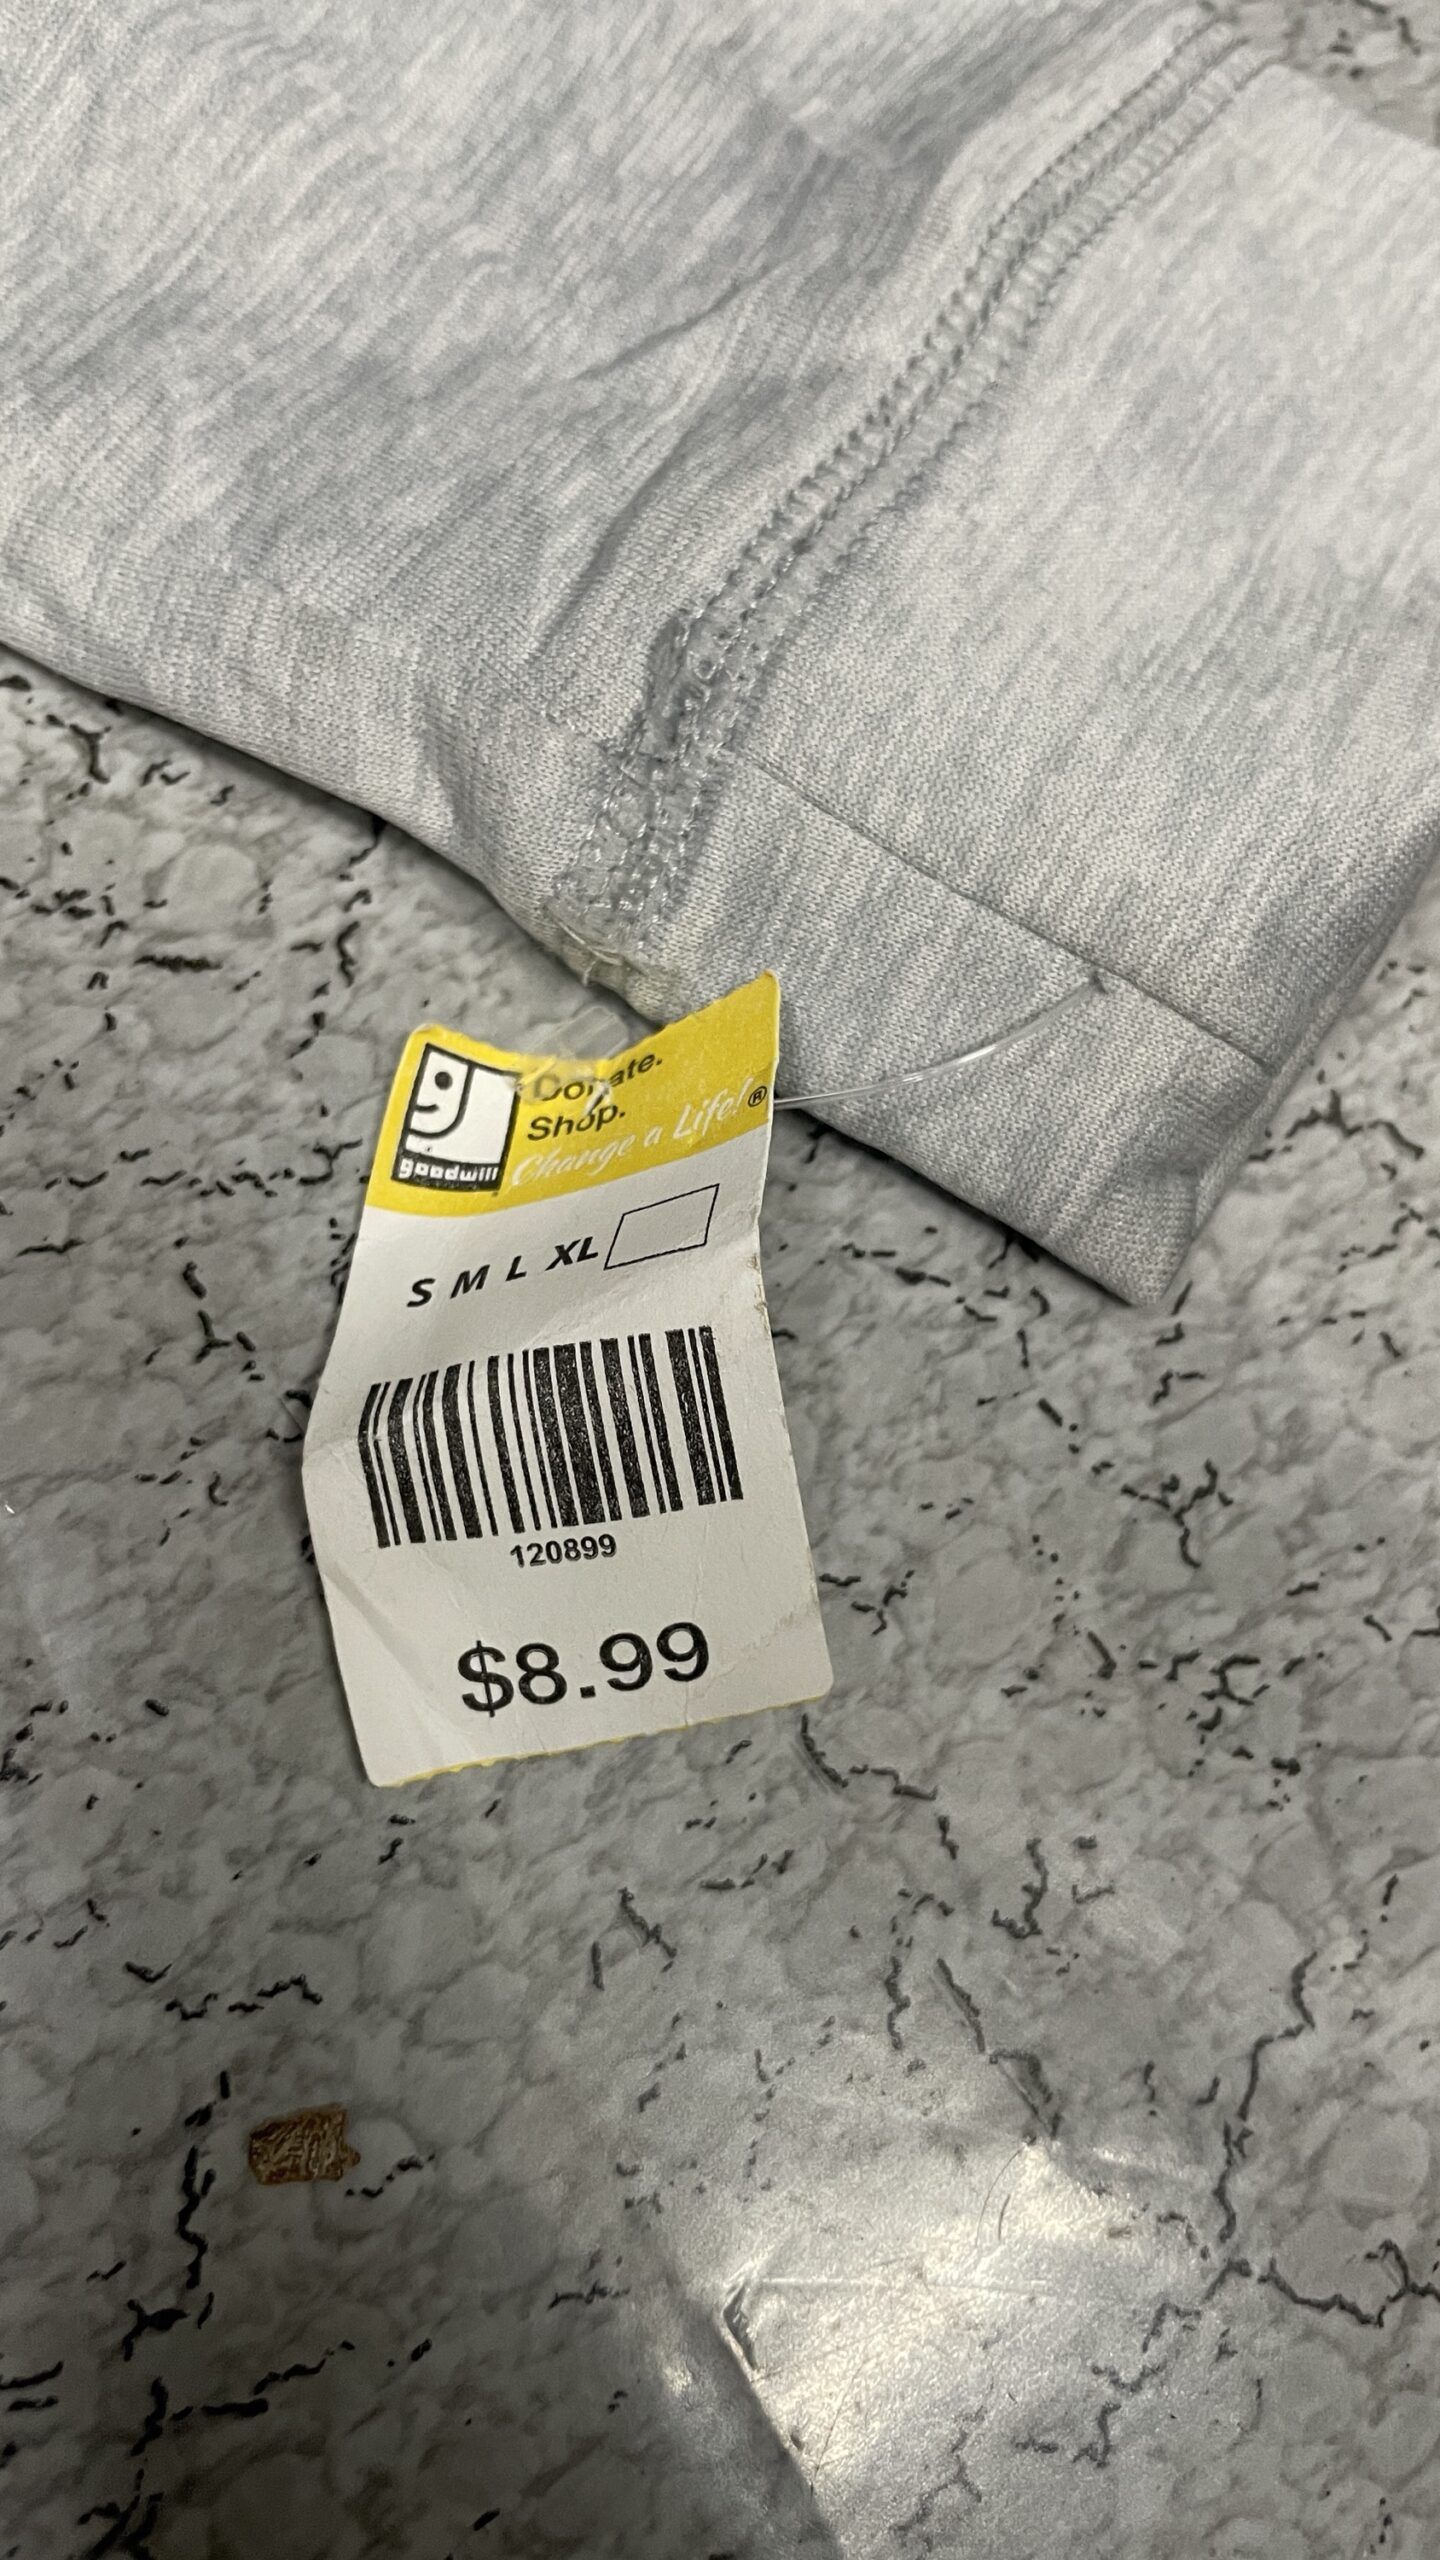 goodwill
Donate.
Shop.
Change a Life!®
S M L XL
120899
$8.99